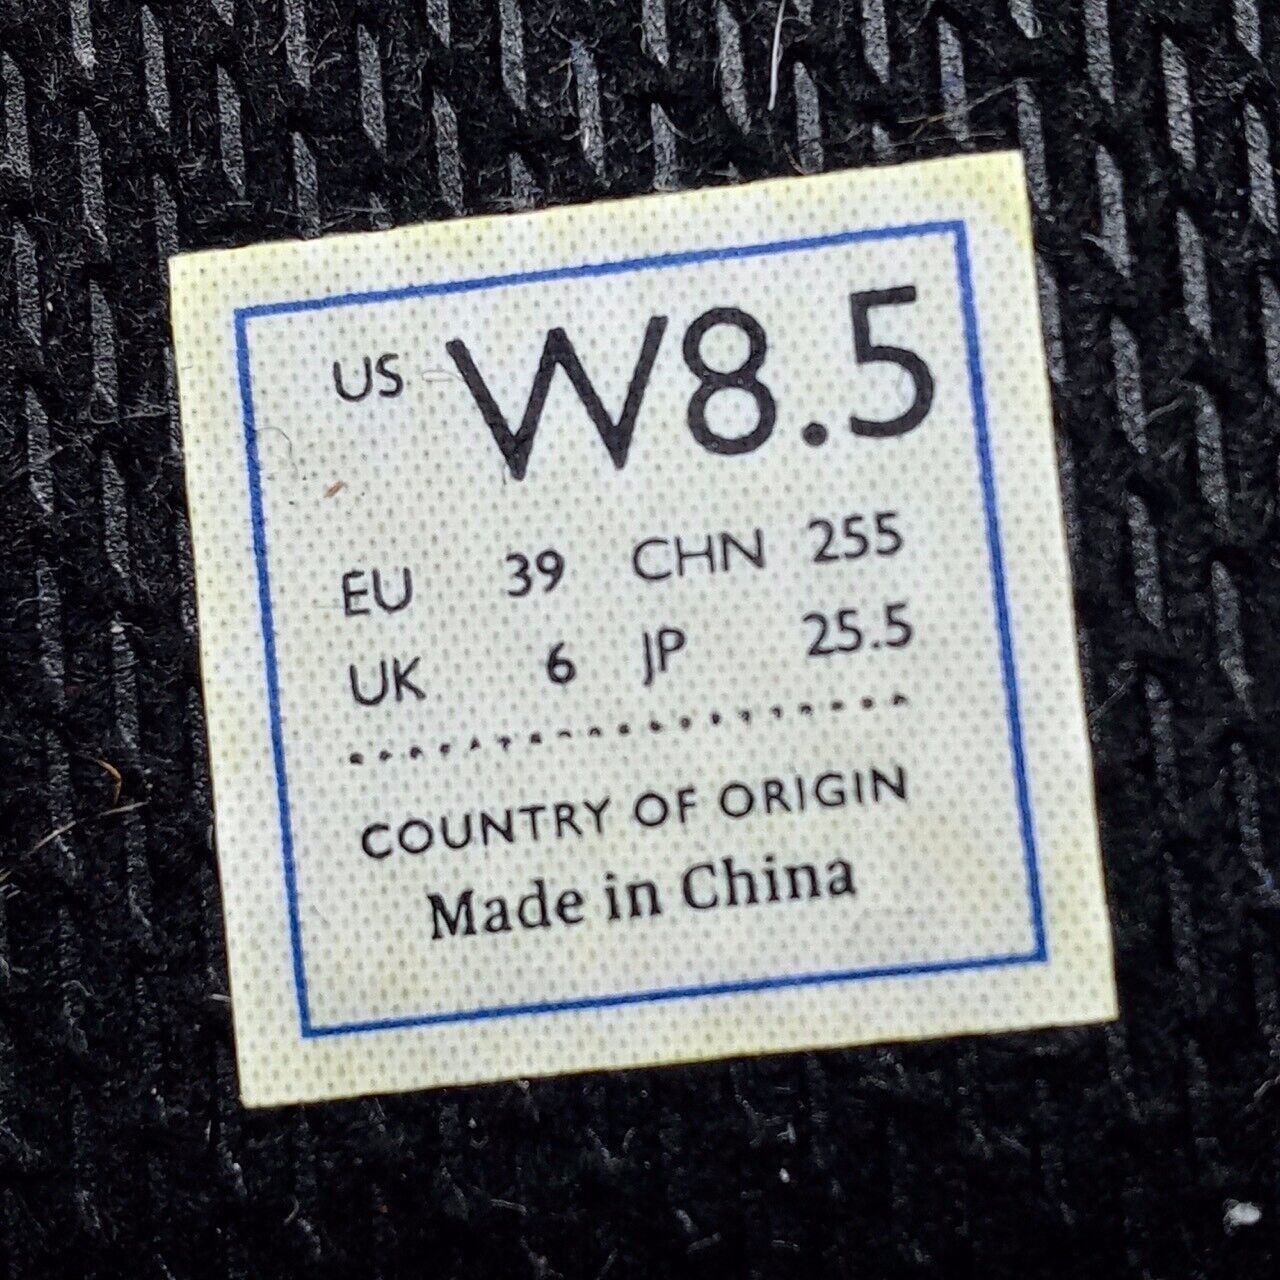 US W8.5
EU 39 CHN 255
UK 6 JP 25.5
COUNTRY OF ORIGIN
Made in China